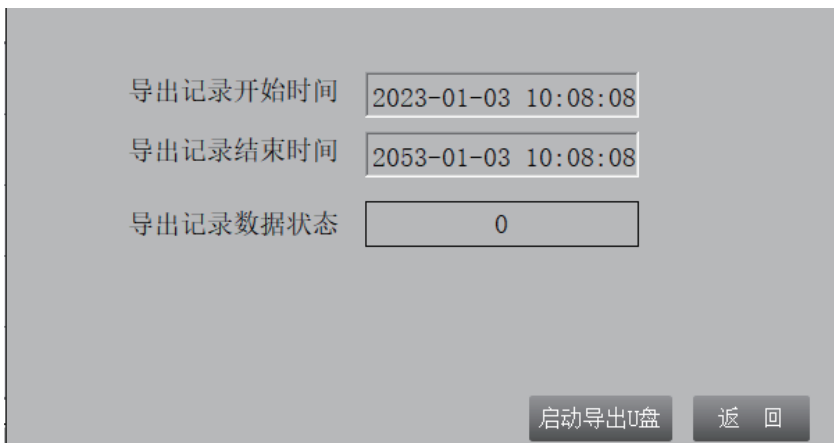 导出记录开始时间 2023-01-03 10:08:08
导出记录结束时间 2053-01-03 10:08:08
导出记录数据状态 0
启动导出U盘 返 回